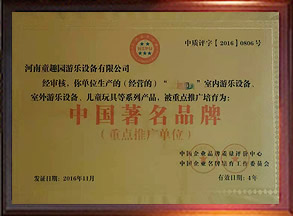 中质评字【2016】0806号
河南童趣园游乐设备有限公司
经审核，你单位生产的（经营的）“ ”室内游乐设备、
室外游乐设备、儿童玩具等系列产品，被重点推广培育为：
中国著名品牌
（重点推广单位）
中国企业品牌质量评价中心
中国企业名牌培育工作委员会
发证日期：2016年11月
有效日期：4年